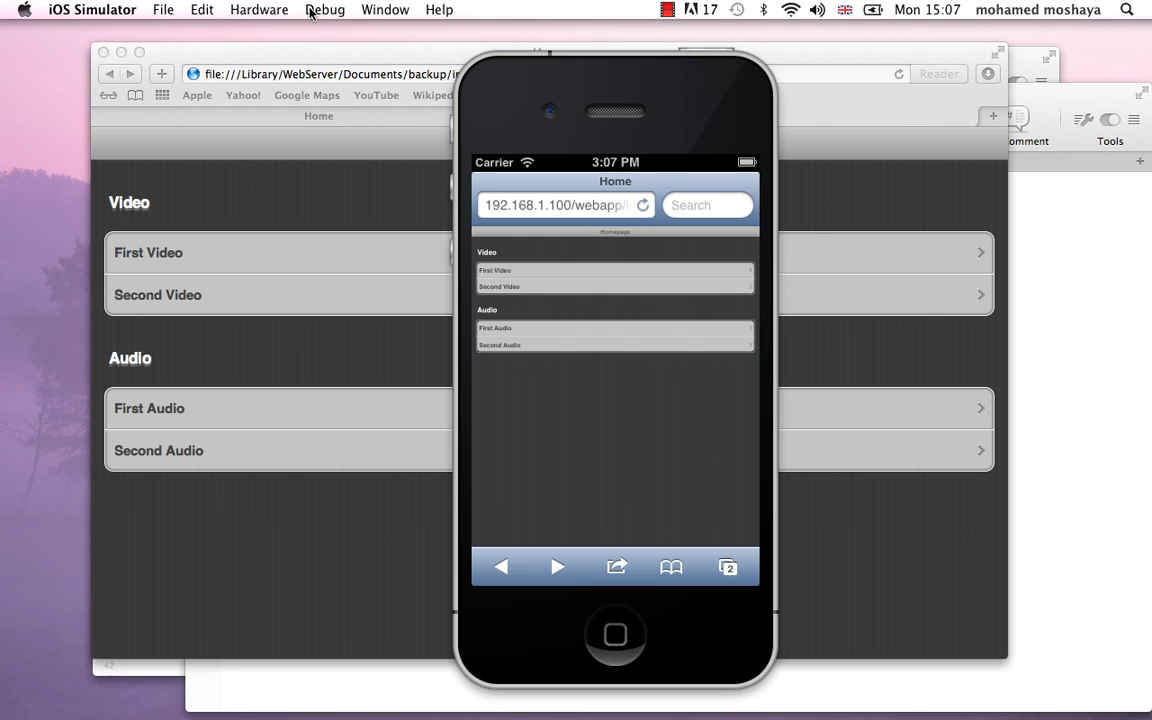 iOS Simulator File Edit Hardware Debug Window Help 17 Mon 15:07 mohamed moshaya
file:///Library/WebServer/Documents/backup/in Reader
Apple Yahoo! Google Maps YouTube Wikiped
Home
omment Tools
Video
First Video
Second Video
Audio
First Audio
Second Audio
42
Carrier 3:07 PM
Home
192.168.1.100/webapp/i Search
Homepage
Video
First Video
Second Video
Audio
First Audio
Second Audio
2